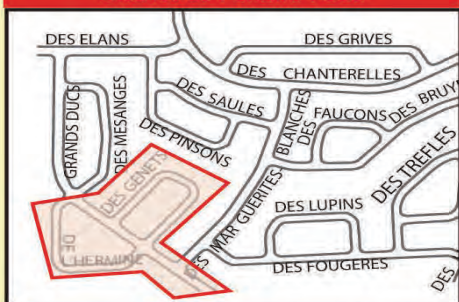 DES ELANS
DES GRIVES
DES CHANTERELLES
GRANDS DUCS
DES MESANGES
DES SAULES
DES PINSONS
BLANCHES
DES FAUCONS
DES BRUY
DES GENETS
DES MARGUERITES
DES LUPINS
DES TREFLES
DE L'HERMINE
DES FOUGERES
DES